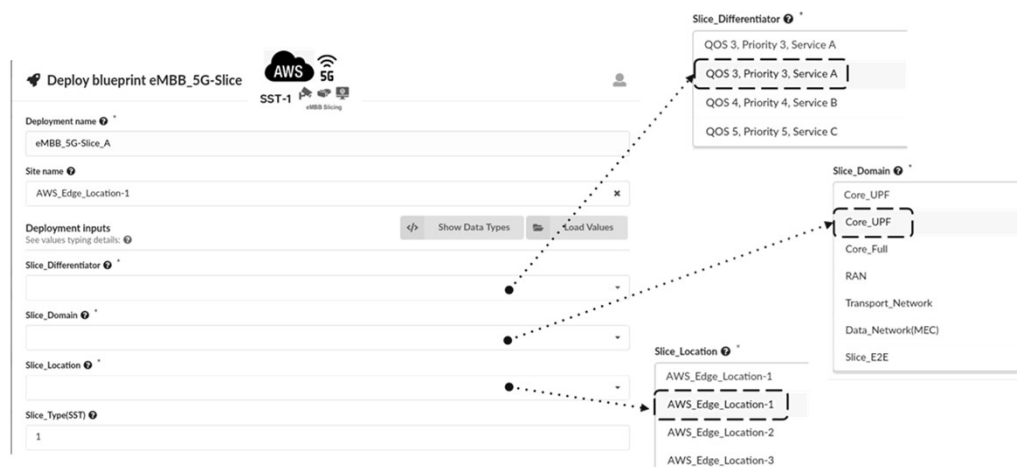 Deploy blueprint eMBB_5G-Slice
AWS
5G
SST-1
eMBB Slicing
Deployment name *
eMBB_5G-Slice_A
Site name
AWS_Edge_Location-1
Deployment inputs
See values typing details:
</> Show Data Types
Load Values
Slice_Differentiator *
Slice_Domain *
Slice_Location *
Slice_Type(SST)
1
Slice_Differentiator *
QOS 3, Priority 3, Service A
QOS 3, Priority 3, Service A
QOS 4, Priority 4, Service B
QOS 5, Priority 5, Service C
Slice_Domain *
Core_UPF
Core_UPF
Core_Full
RAN
Transport_Network
Data_Network(MEC)
Slice_E2E
Slice_Location *
AWS_Edge_Location-1
AWS_Edge_Location-1
AWS_Edge_Location-2
AWS_Edge_Location-3